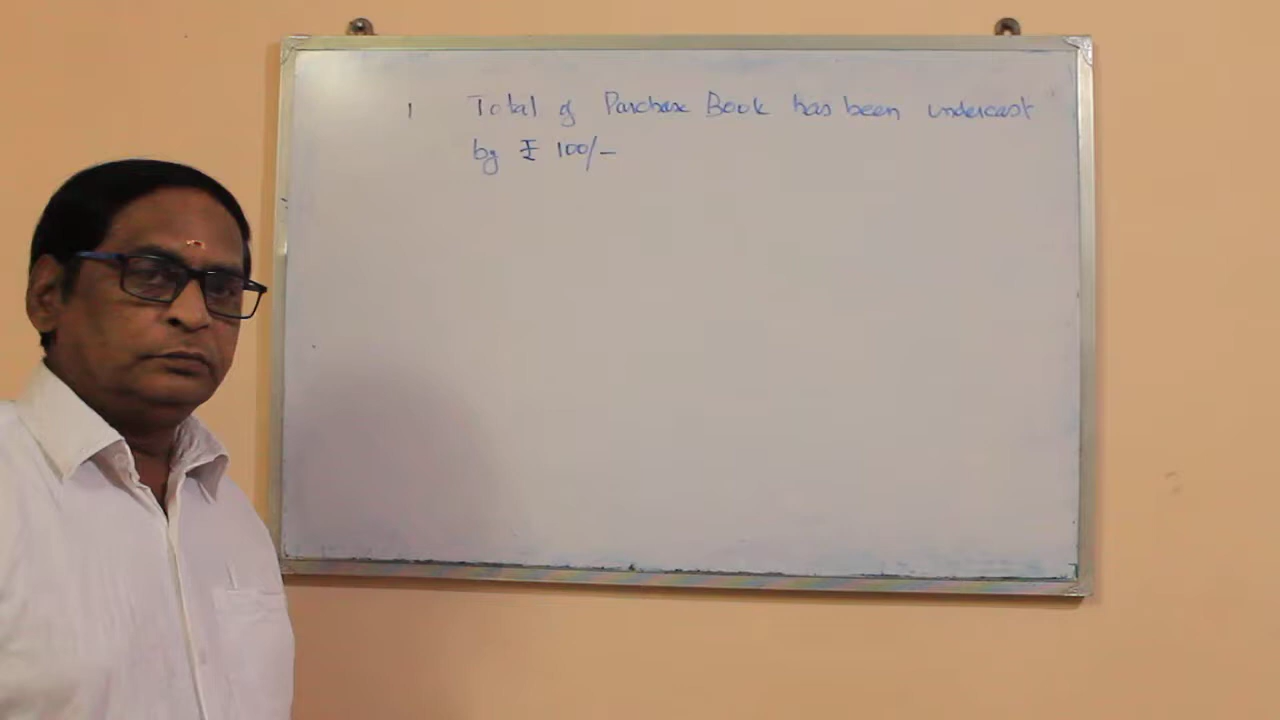 1 Total of Purchase Book has been undercast
by ₹ 100/-